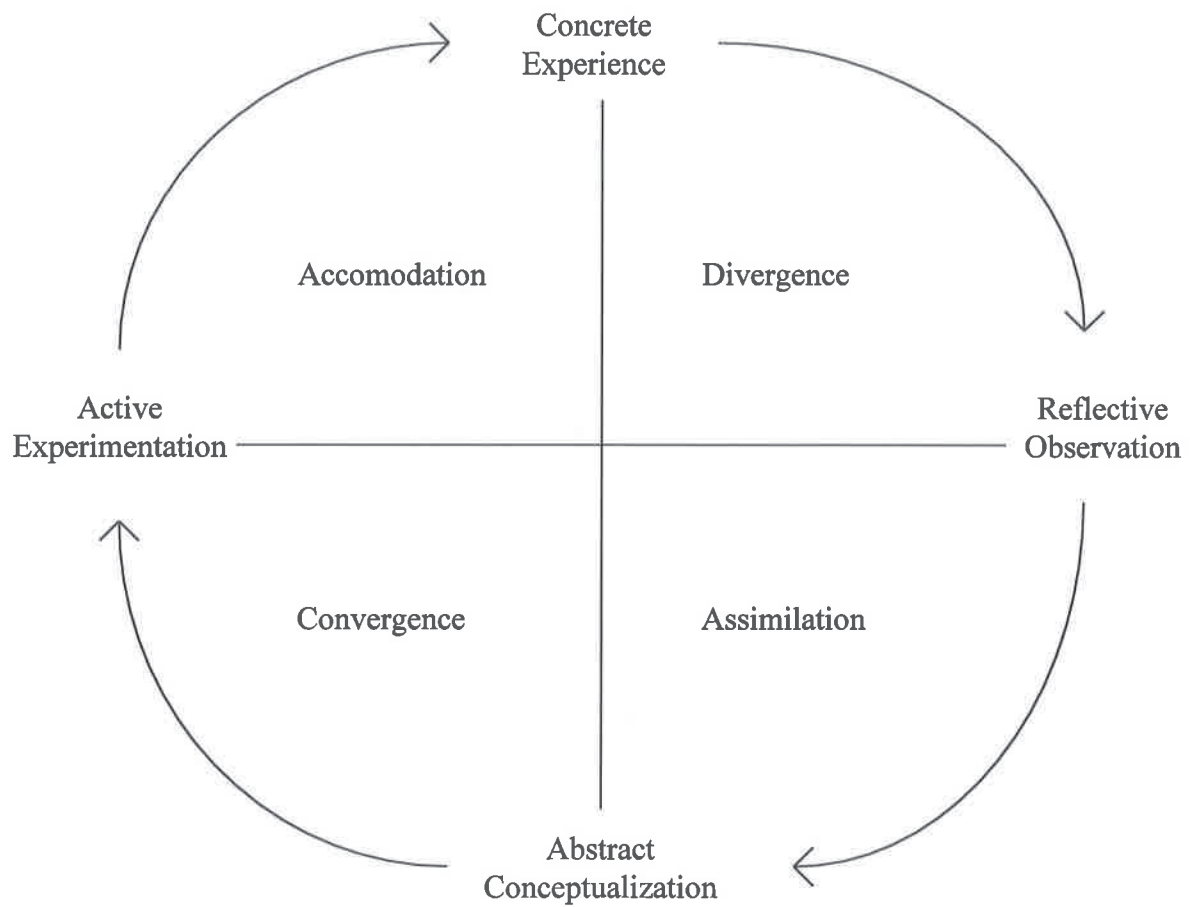 Concrete
Experience
Accomodation
Divergence
Active
Experimentation
Reflective
Observation
Convergence
Assimilation
Abstract
Conceptualization